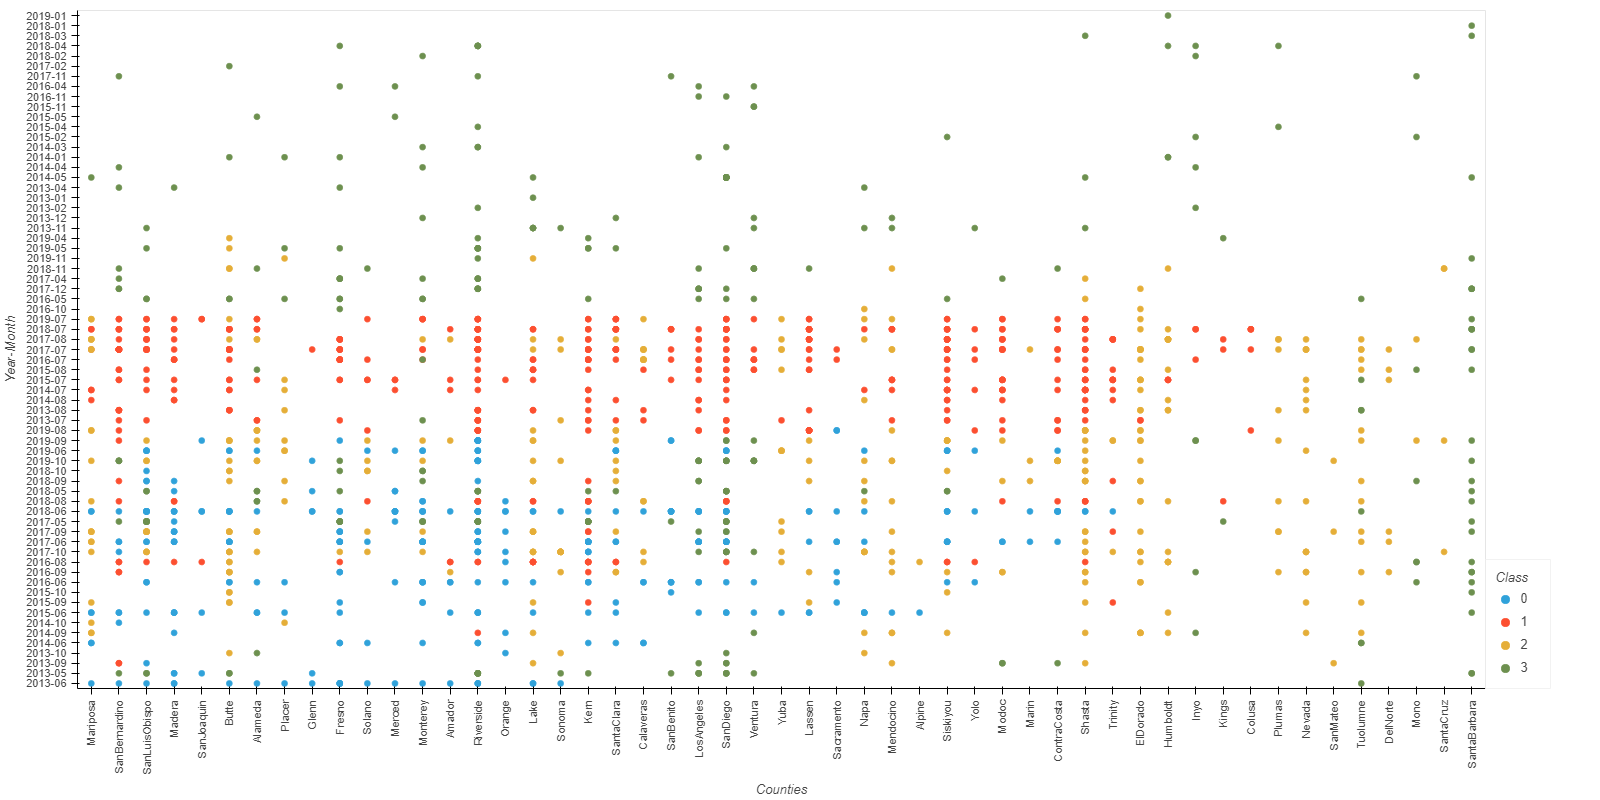 2019-01
2018-01
2018-03
2018-04
2018-02
2017-02
2017-11
2016-04
2016-11
2015-11
2015-05
2015-04
2015-02
2014-03
2014-01
2014-04
2014-05
2013-04
2013-01
2013-02
2013-12
2013-11
2019-04
2019-05
2019-11
2018-11
2017-04
2017-12
2016-05
2016-10
2019-07
2018-07
2017-08
2017-07
2016-07
2015-08
2015-07
2014-07
2014-08
2013-08
2013-07
2019-08
2019-09
2019-06
2019-10
2018-10
2018-09
2018-05
2018-08
2018-06
2017-05
2017-09
2017-06
2017-10
2016-08
2016-09
2016-06
2015-10
2015-09
2015-06
2014-10
2014-09
2014-06
2013-10
2013-09
2013-05
2013-06
Year-Month
Mariposa
SanBernardino
SanLuisObispo
Madera
SanJoaquin
Butte
Alameda
Placer
Glenn
Fresno
Solano
Merced
Monterey
Amador
Riverside
Orange
Lake
Sonoma
Kern
SantaClara
Calaveras
SanBenito
LosAngeles
SanDiego
Ventura
Yuba
Lassen
Sacramento
Napa
Mendocino
Alpine
Siskiyou
Yolo
Modoc
Marin
ContraCosta
Shasta
Trinity
ElDorado
Humboldt
Inyo
Kings
Colusa
Plumas
Nevada
SanMateo
Tuolumne
DelNorte
Mono
SantaCruz
SantaBarbara
Counties
Class
0
1
2
3